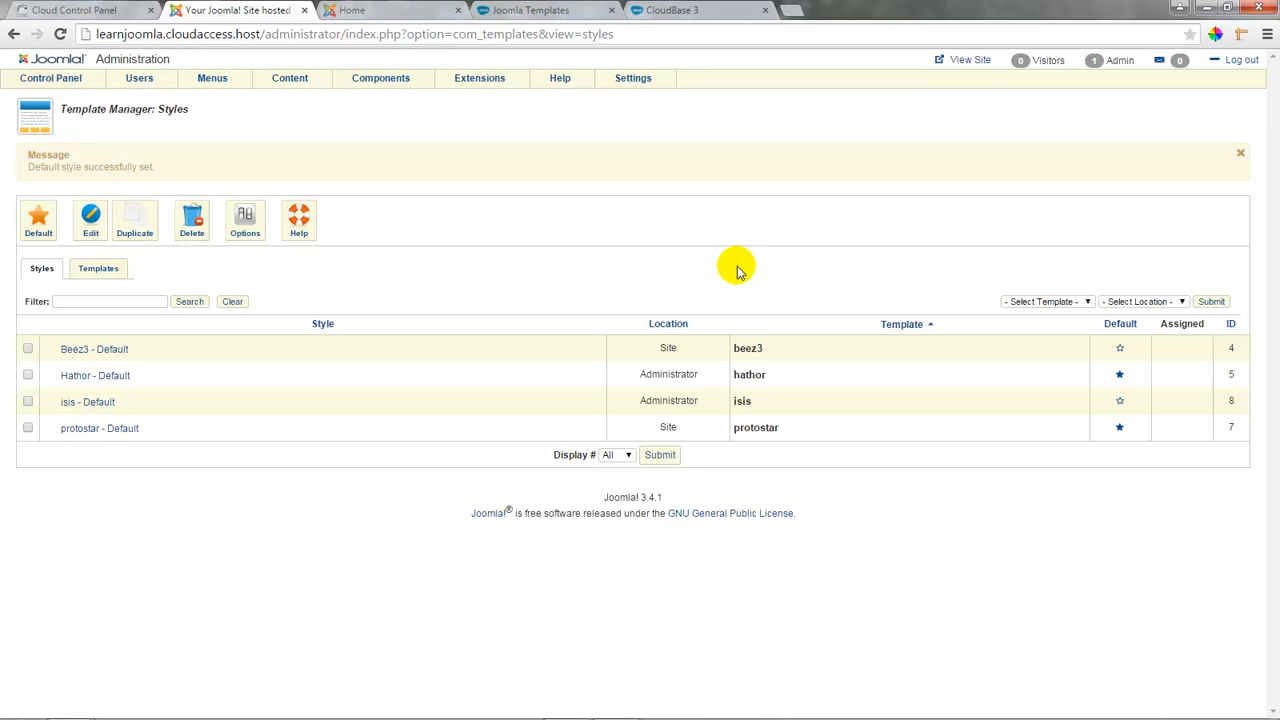 Cloud Control Panel
Your Joomla! Site hosted
Home
Joomla Templates
CloudBase 3
learnjoomla.cloudaccess.host/administrator/index.php?option=com_templates&view=styles
Joomla! Administration
View Site
0 Visitors
1 Admin
0
Log out
Control Panel
Users
Menus
Content
Components
Extensions
Help
Settings
Template Manager: Styles
Message
Default style successfully set.
Default
Edit
Duplicate
Delete
Options
Help
Styles
Templates
Filter:
Search
Clear
- Select Template -
- Select Location -
Submit
Style Location Template Default Assigned ID
Beez3 - Default Site beez3 4
Hathor - Default Administrator hathor 5
isis - Default Administrator isis 8
protostar - Default Site protostar 7
Display # All Submit
Joomla! 3.4.1
Joomla!® is free software released under the GNU General Public License.